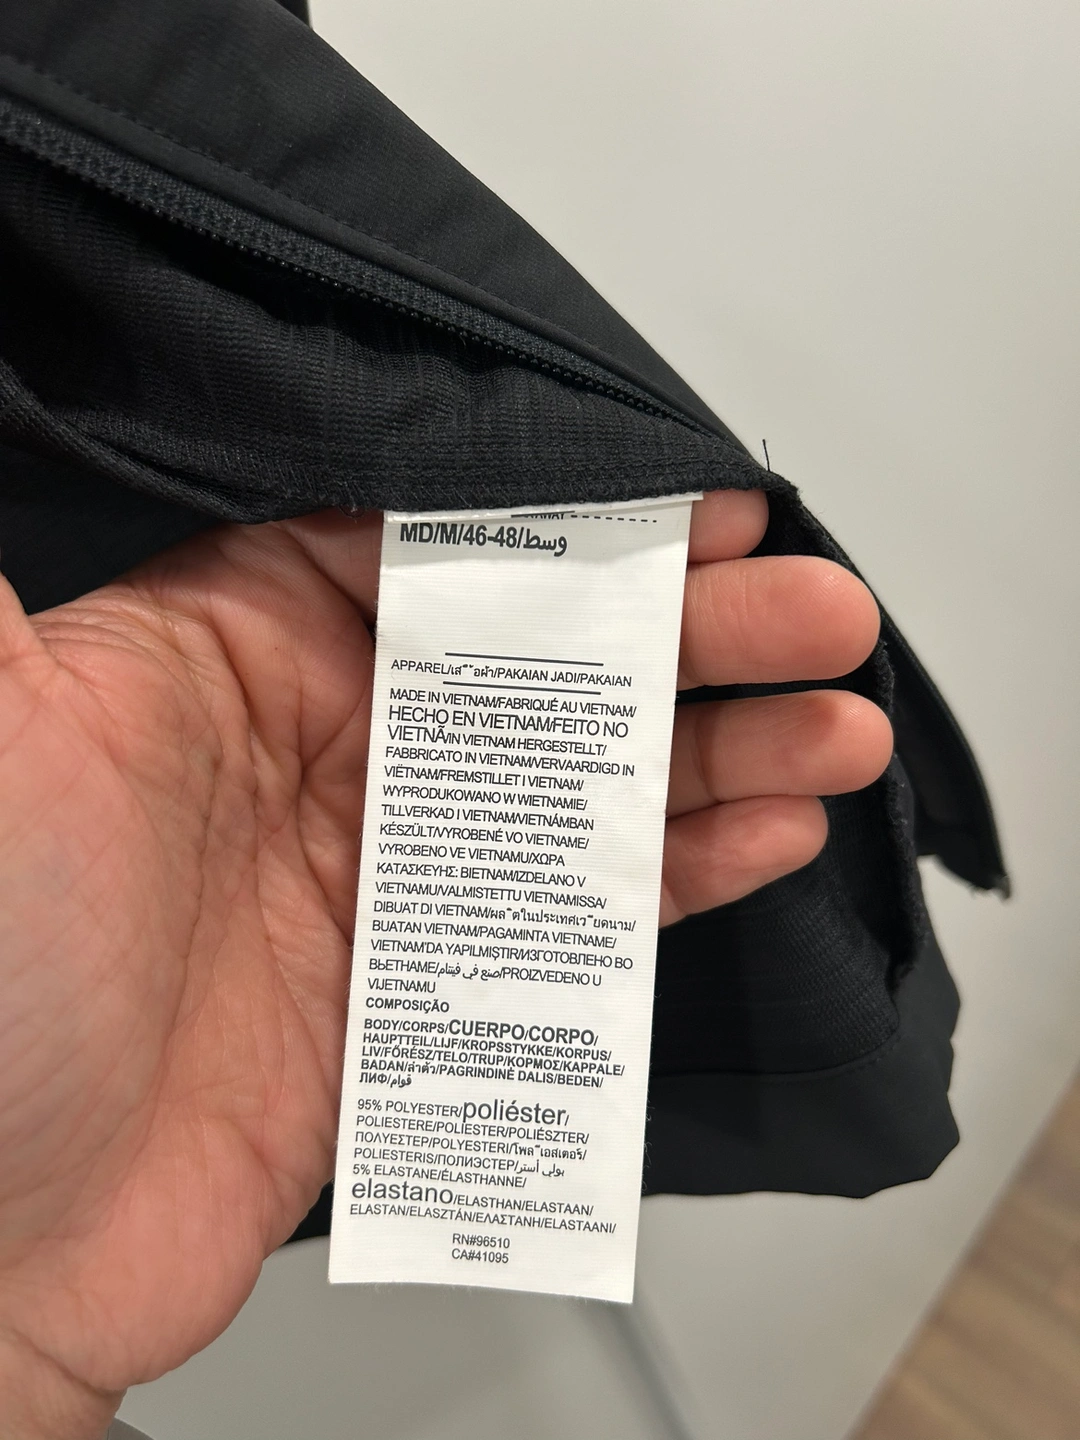 MD/M/46-48/وسط
APPAREL/เสื้อผ้า/PAKAIAN JADI/PAKAIAN
MADE IN VIETNAM/FABRIQUÉ AU VIETNAM/
HECHO EN VIETNAM/FEITO NO
VIETNÃ/IN VIETNAM HERGESTELLT/
FABBRICATO IN VIETNAM/VERVAARDIGD IN
VIËTNAM/FREMSTILLET I VIETNAM/
WYPRODUKOWANO W WIETNAMIE/
TILLVERKAD I VIETNAM/VIETNÁMBAN
KÉSZÜLT/VYROBENÉ VO VIETNAME/
VYROBENO VE VIETNAMU/ΧΩΡΑ
ΚΑΤΑΣΚΕΥΗΣ: ΒΙΕΤΝΑΜ/IZDELANO V
VIETNAMU/VALMISTETTU VIETNAMISSA/
DIBUAT DI VIETNAM/ผลิตในประเทศเวียดนาม/
BUATAN VIETNAM/PAGAMINTA VIETNAME/
VIETNAM'DA YAPILMIŞTIR/ИЗГОТОВЛЕНО ВО
ВЬЕТНАМЕ/صنع في فيتنام/PROIZVEDENO U
VIJETNAMU
COMPOSIÇÃO
BODY/CORPS/CUERPO/CORPO/
HAUPTTEIL/LIJF/KROPSSTYKKE/KORPUS/
LIV/FŐRÉSZ/TELO/TRUP/ΚΟΡΜΟΣ/KAPPALE/
BADAN/ลำตัว/PAGRINDINĖ DALIS/BEDEN/
ЛИФ/قوام/
95% POLYESTER/poliéster/
POLIESTERE/POLIESTER/POLIÉSZTER/
ΠΟΛΥΕΣΤΕΡ/POLYESTERI/โพลีเอสเตอร์/
POLIESTERIS/ПОЛИЭСТЕР/بولي أستر/
5% ELASTANE/ÉLASTHANNE/
elastano/ELASTHAN/ELASTAAN/
ELASTAN/ELASZTÁN/ΕΛΑΣΤΑΝΗ/ELASTAANI/
RN#96510
CA#41095